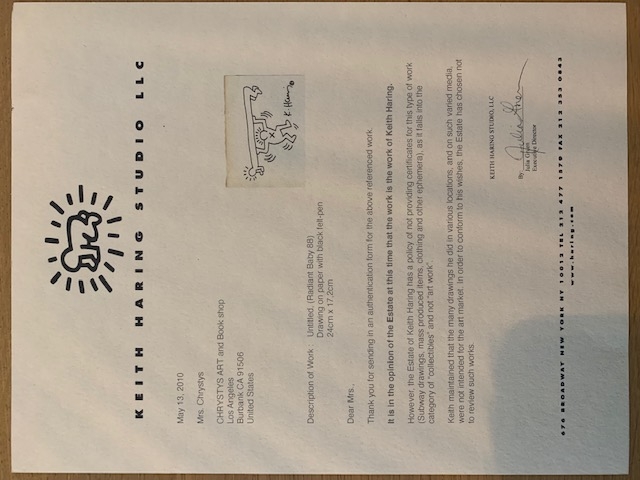 KEITH HARING STUDIO LLC
May 13, 2010
Mrs. Chrystys
CHRYSTYS ART and Book shop
Los Angeles
Burbank CA 91506
United States
K. Haring
Description of Work : Untitled, (Radiant Baby 88)
Drawing on paper with black felt-pen
24cm x 17.2cm
Dear Mrs.,
Thank you for sending in an authentication form for the above referenced work.
It is in the opinion of the Estate at this time that the work is the work of Keith Haring.
However, the Estate of Keith Haring has a policy of not providing certificates for this type of work
(Subway drawings, mass produced items, clothing and other ephemera), as it falls into the
category of "collectibles" and not "art work"
Keith maintained that the many drawings he did in various locations, and on such varied media,
were not intended for the art market. In order to conform to his wishes, the Estate has chosen not
to review such works
KEITH HARING STUDIO, LLC
By:
Julia Gruen
Executive Director
676 BROADWAY NEW YORK NY 10012 TEL 212 477 1579 FAX 212 353 0843
www.haring.com